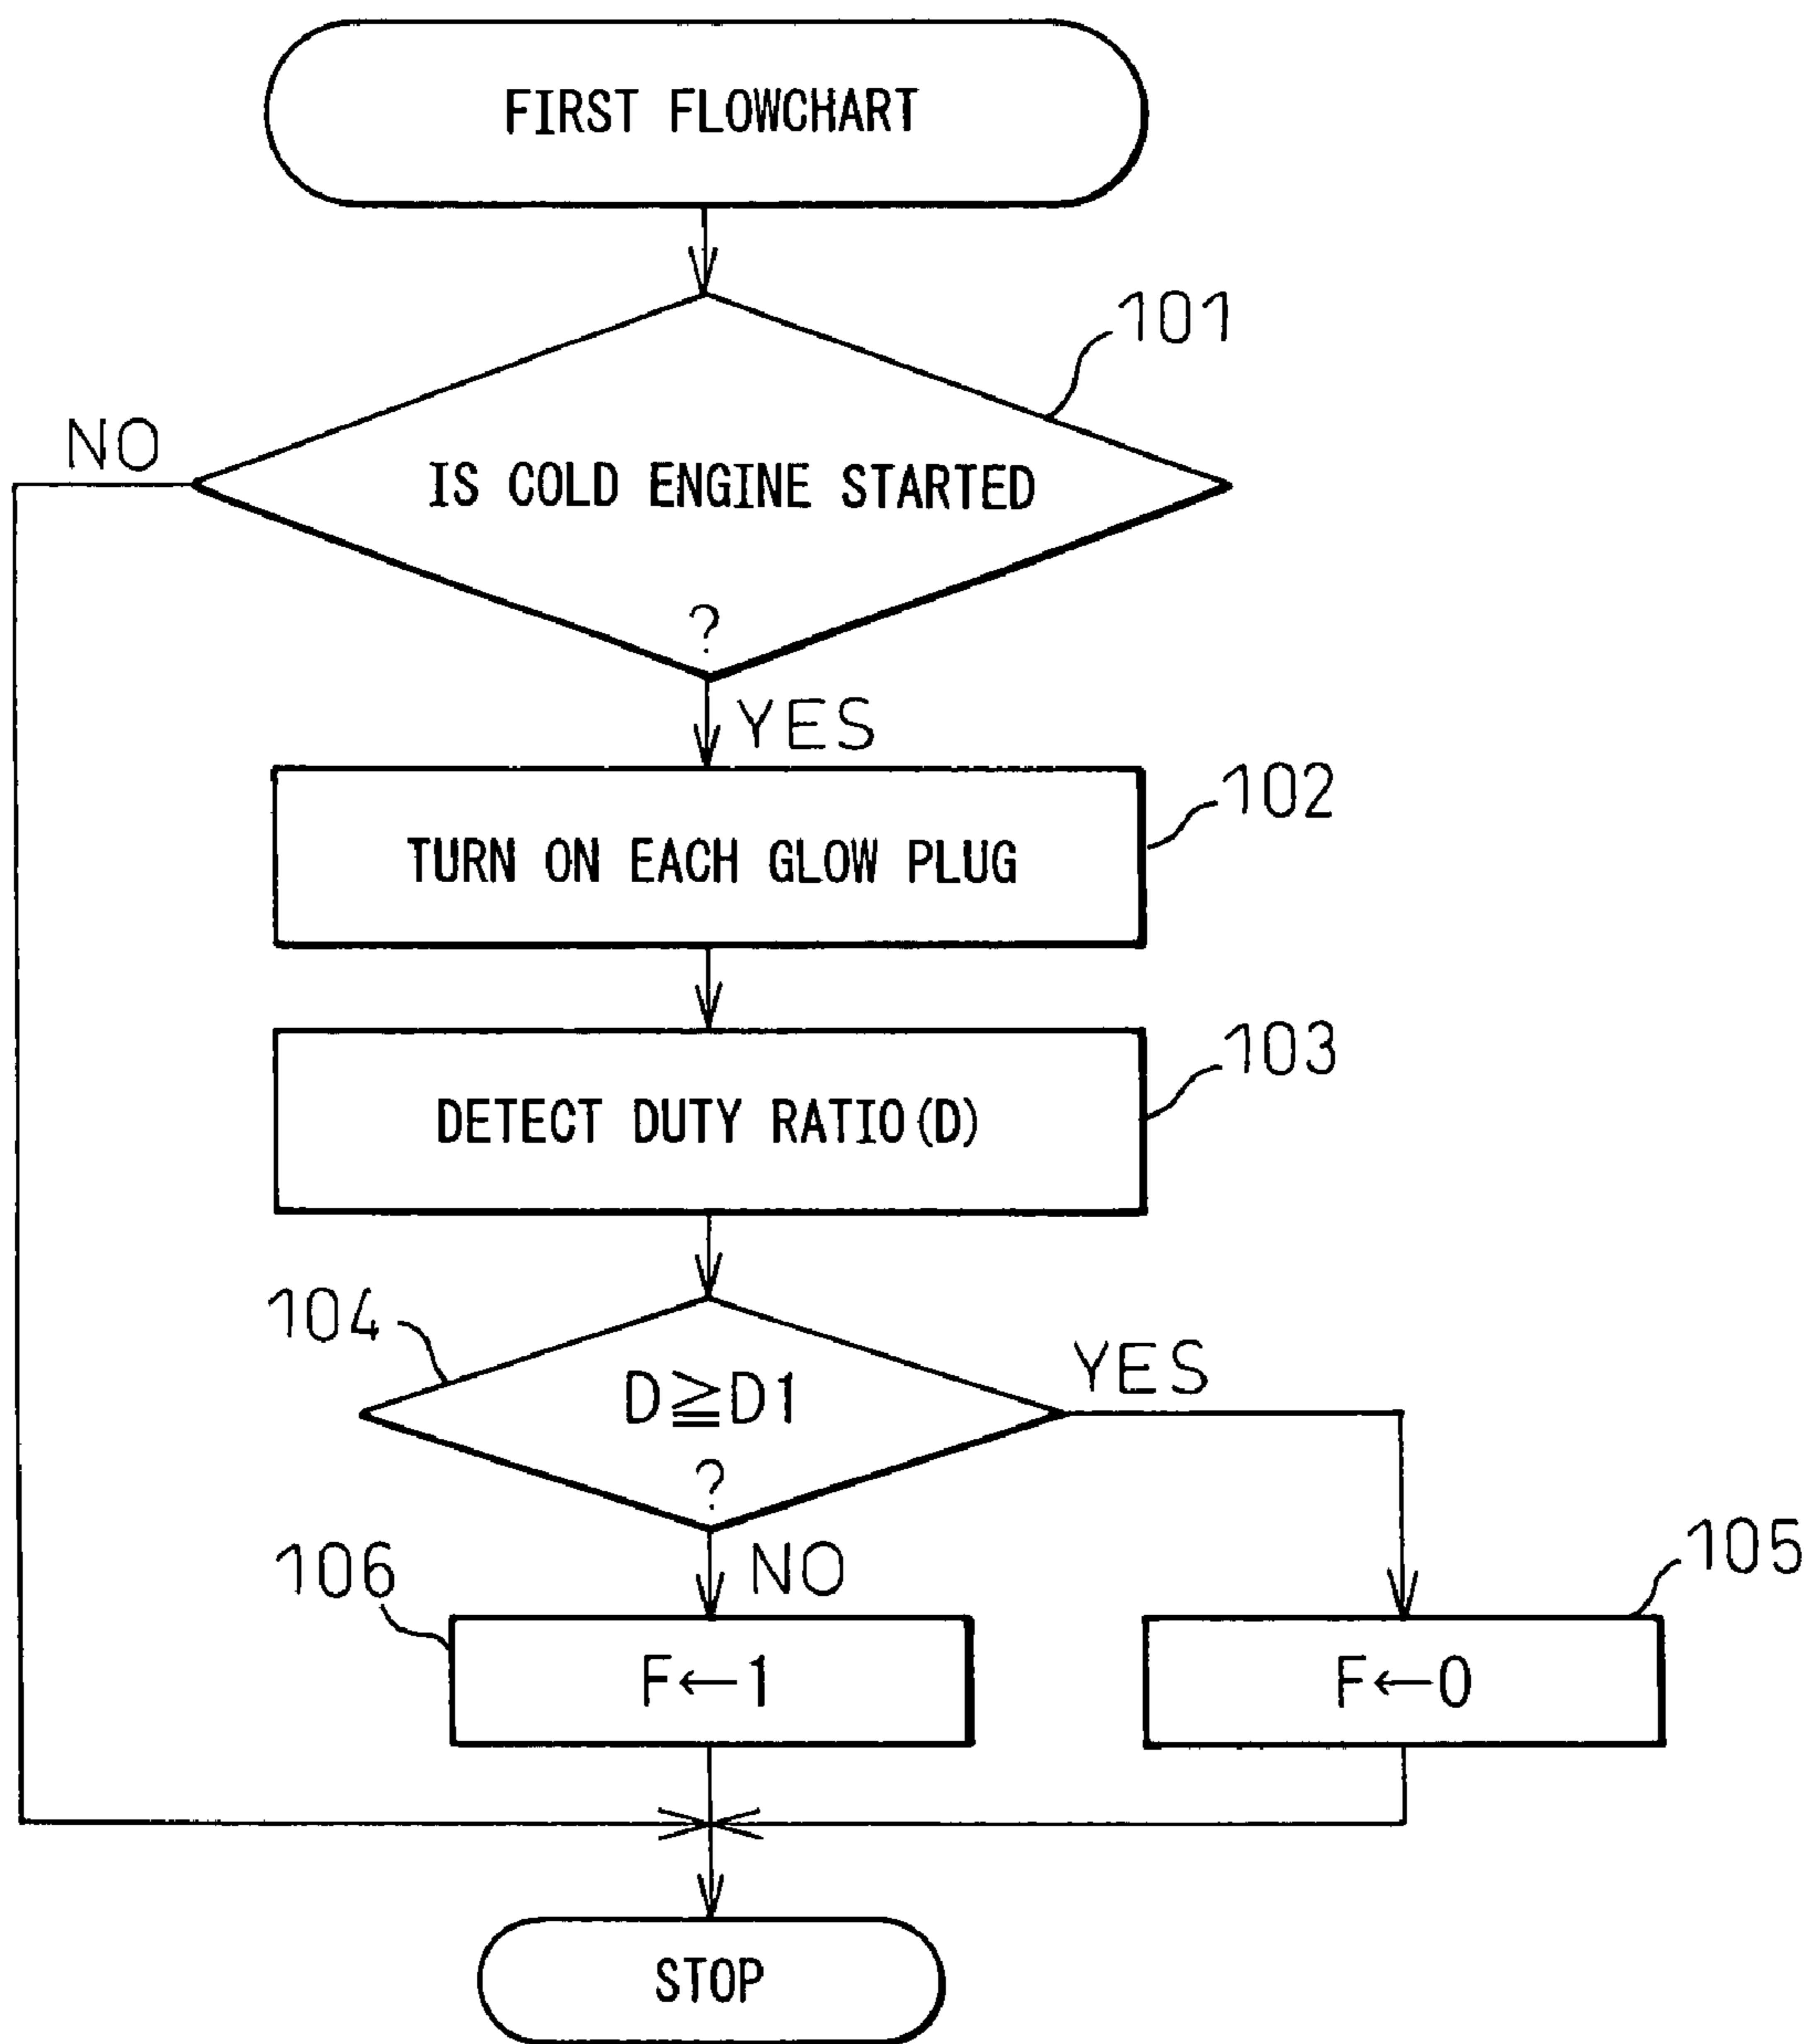 FIRST FLOWCHART
101
NO
IS COLD ENGINE STARTED
?
YES
102
TURN ON EACH GLOW PLUG
103
DETECT DUTY RATIO(D)
104
YES
D≧D1
?
NO
106
105
F←1
F←0
STOP